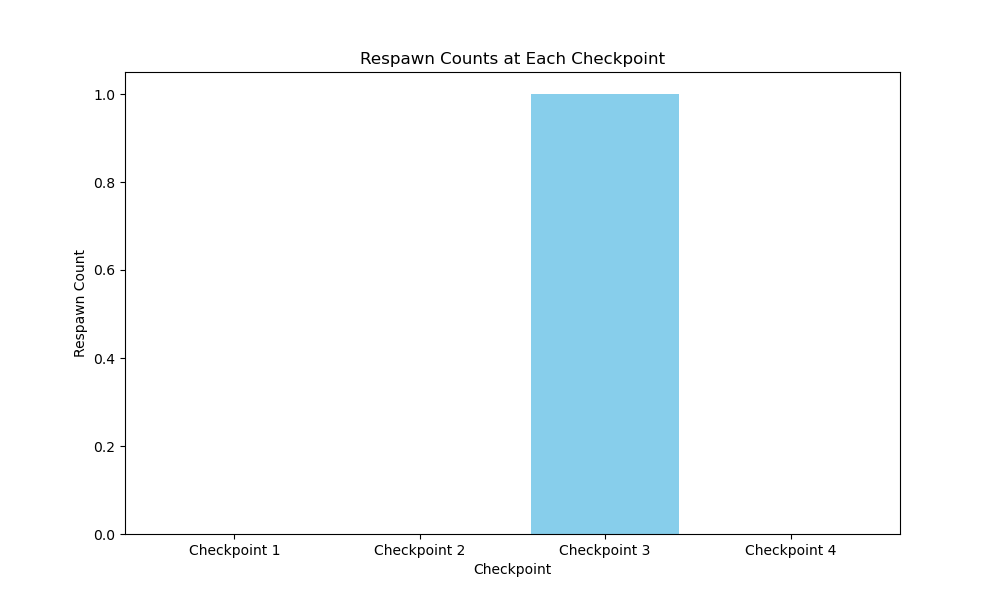 Respawn Counts at Each Checkpoint
1.0
0.8
0.6
0.4
0.2
0.0
Respawn Count
Checkpoint 1
Checkpoint 2
Checkpoint 3
Checkpoint 4
Checkpoint